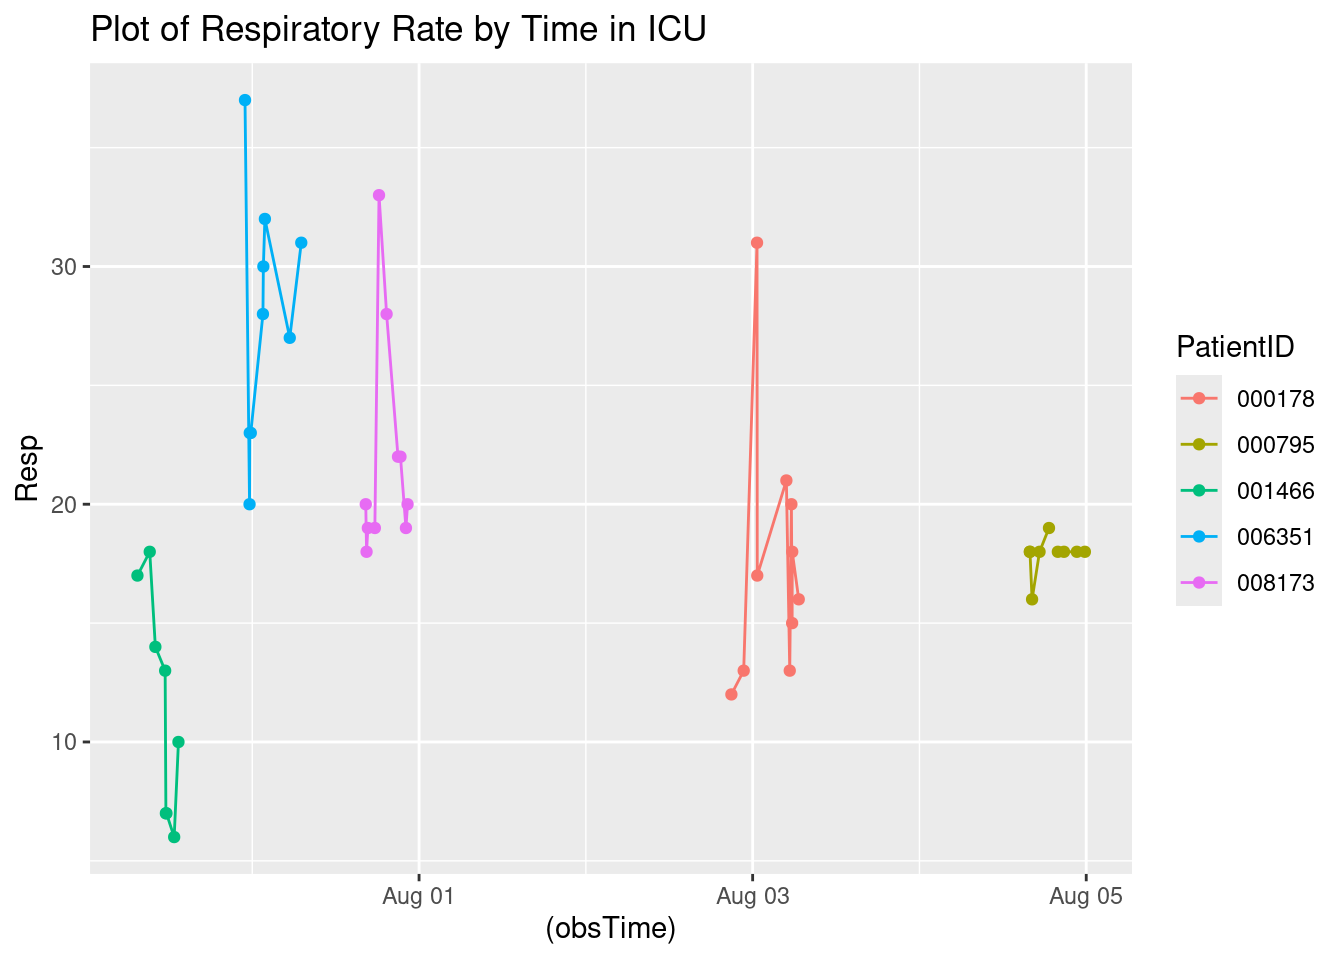 Plot of Respiratory Rate by Time in ICU
Resp
30
20
10
Aug 01
Aug 03
Aug 05
(obsTime)
PatientID
000178
000795
001466
006351
008173